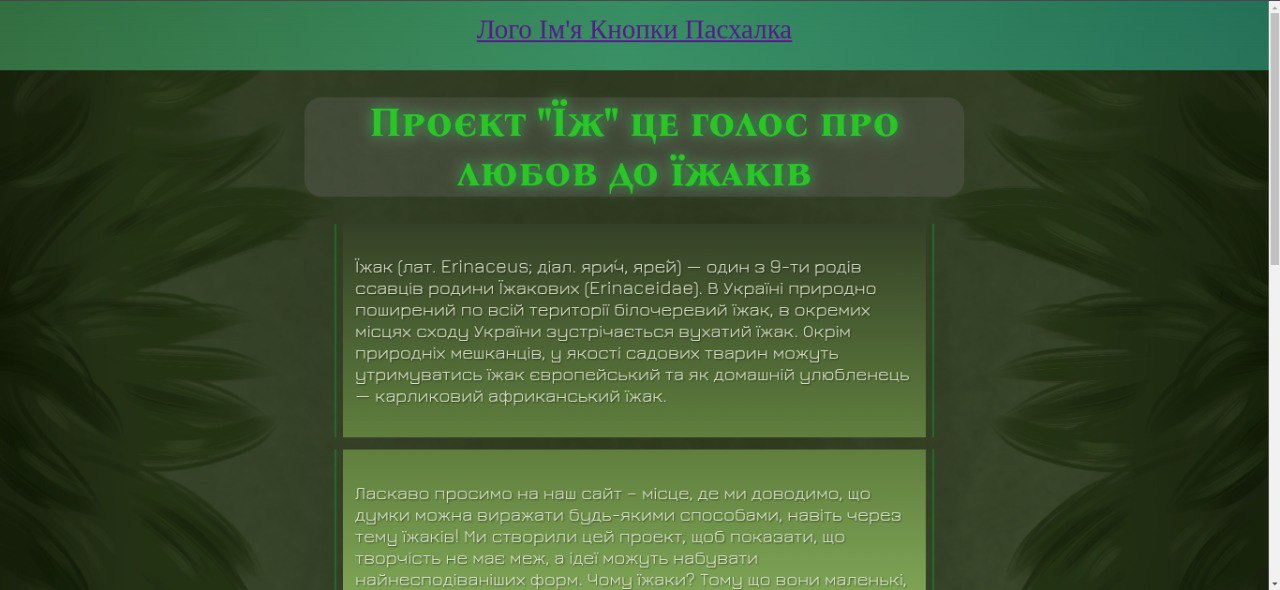 Лого Ім'я Кнопки Пасхалка
Проєкт "Їж" це голос про
любов до їжаків
Їжак (лат. Erinaceus; діал. яри́ч, яре́й) — один з 9-ти родів
ссавців родини Їжакових (Erinaceidae). В Україні природно
поширений по всій території білочеревий їжак, в окремих
місцях сходу України зустрічається вухатий їжак. Окрім
природніх мешканців, у якості садових тварин можуть
утримуватись їжак європейський та як домашній улюбленець
— карликовий африканський їжак.
Ласкаво просимо на наш сайт – місце, де ми доводимо, що
думки можна виражати будь-якими способами, навіть через
тему їжаків! Ми створили цей проект, щоб показати, що
творчість не має меж, а ідеї можуть набувати
найнесподіваніших форм. Чому їжаки? Тому що вони маленькі,